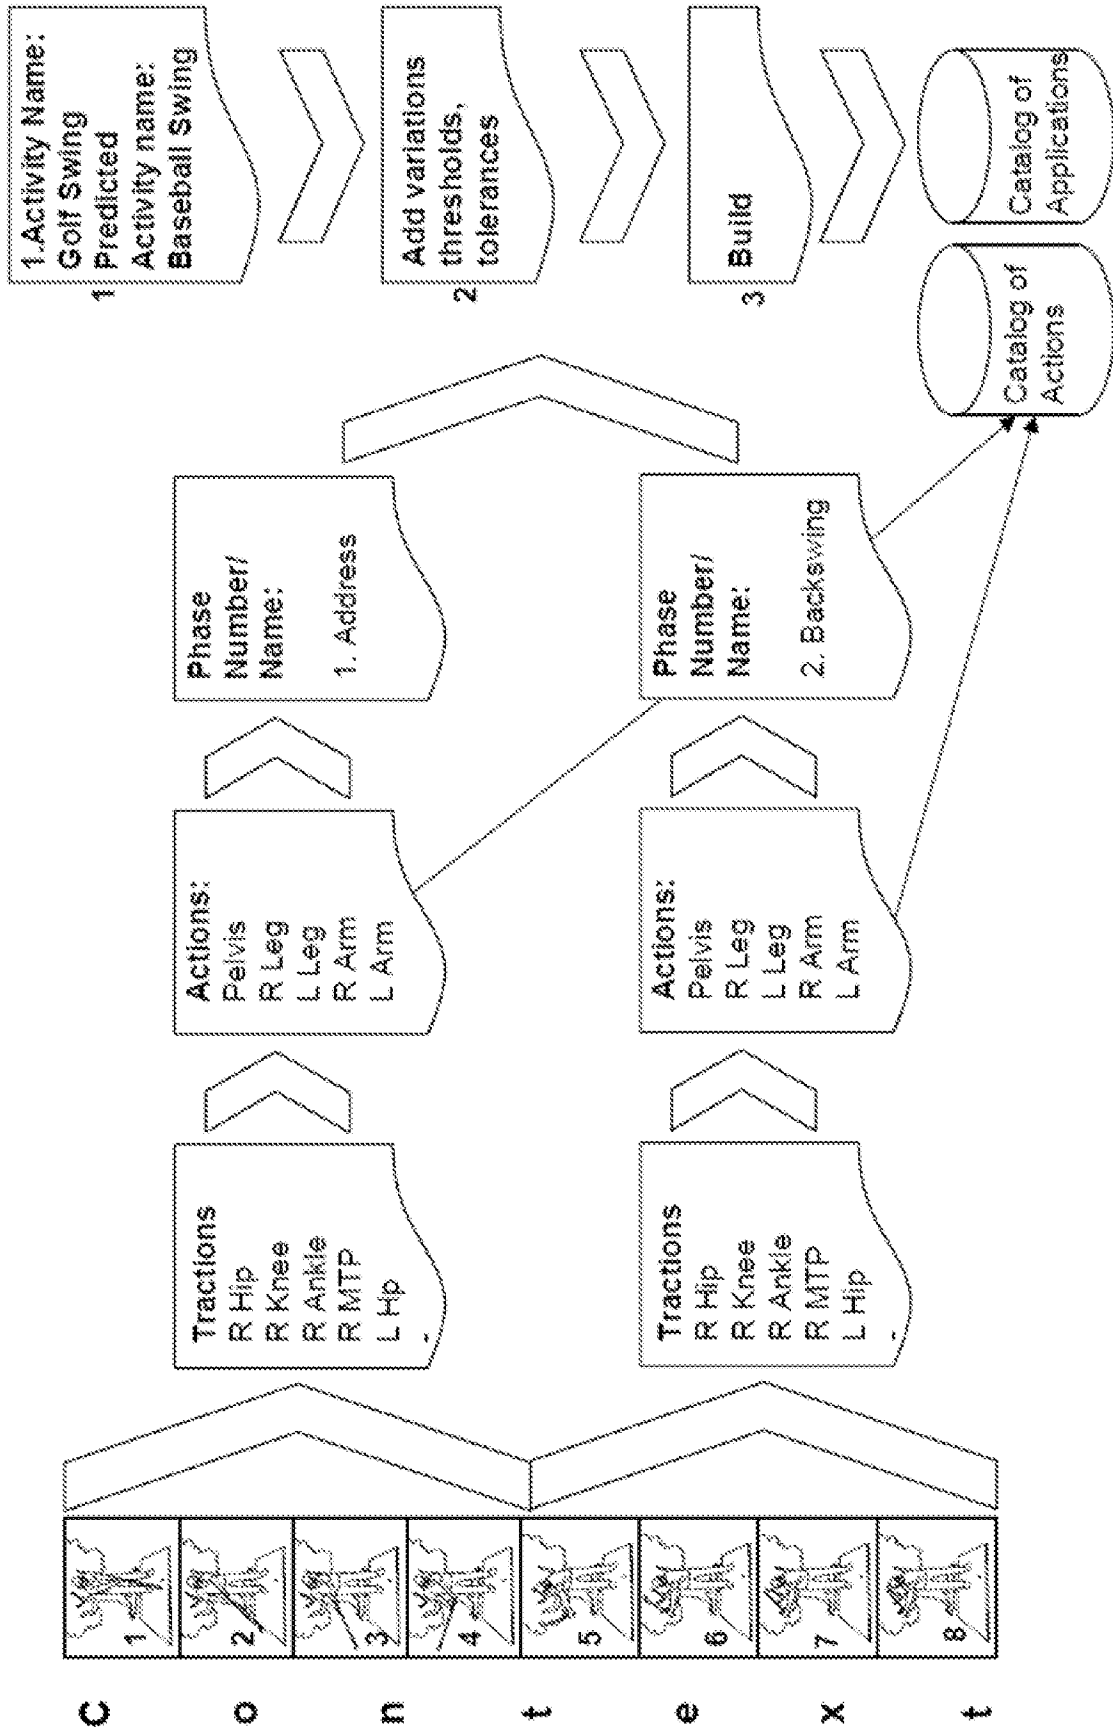 C
o
n
t
e
x
t
1
2
3
4
5
6
7
8
Tractions
R Hip
R Knee
R Ankle
R MTP
L Hp
-
Actions:
Pelvis
R Leg
L Leg
R Arm
L Arm
Phase
Number/
Name:
1. Address
Tractions
R Hip
R Knee
R Ankle
R MTP
L Hip
-
Actions:
Pelvis
R Leg
L Leg
R Arm
L Arm
Phase
Number/
Name:
2. Backswing
1
1.Activity Name:
Golf Swing
Predicted
Activity name:
Baseball Swing
2
Add variations
thresholds,
tolerances
3
Build
Catalog of
Actions
Catalog of
Applications